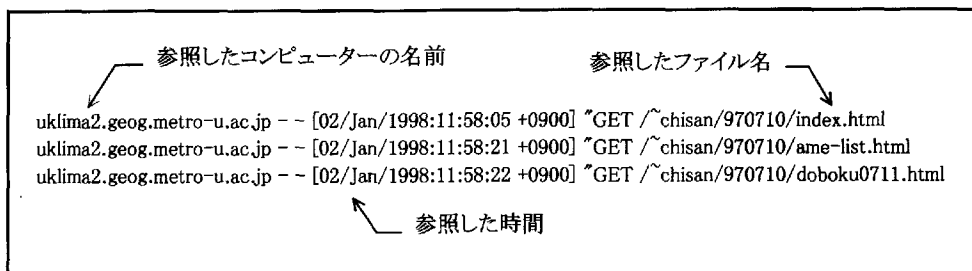 参照したコンピューターの名前
参照したファイル名
uklima2.geog.metro-u.ac.jp - - [02/Jan/1998:11:58:05 +0900] "GET /~chisan/970710/index.html
uklima2.geog.metro-u.ac.jp - - [02/Jan/1998:11:58:21 +0900] "GET /~chisan/970710/ame-list.html
uklima2.geog.metro-u.ac.jp - - [02/Jan/1998:11:58:22 +0900] "GET /~chisan/970710/doboku0711.html
参照した時間